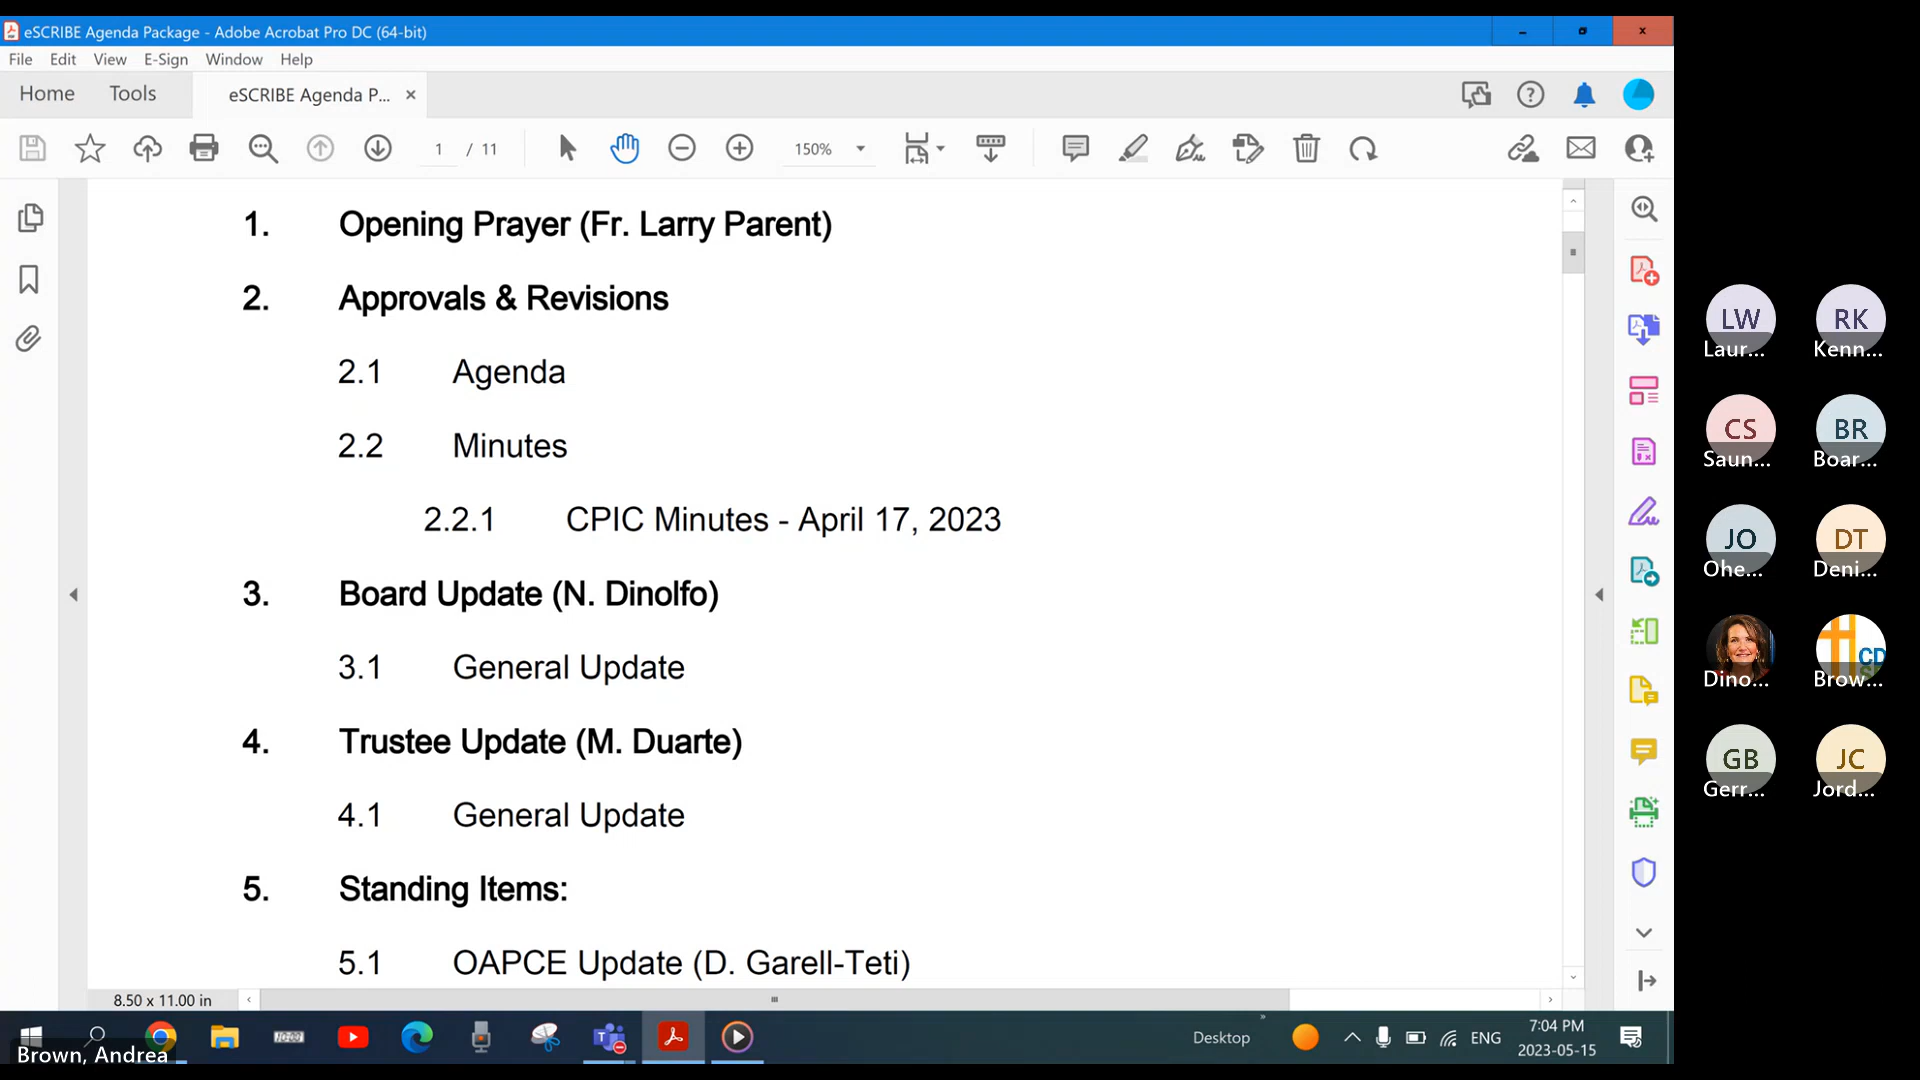 eSCRIBE Agenda Package - Adobe Acrobat Pro DC (64-bit)
File Edit View E-Sign Window Help
Home Tools eSCRIBE Agenda P... ×
1 / 11 150%
1. Opening Prayer (Fr. Larry Parent)
2. Approvals & Revisions
2.1 Agenda
2.2 Minutes
2.2.1 CPIC Minutes - April 17, 2023
3. Board Update (N. Dinolfo)
3.1 General Update
4. Trustee Update (M. Duarte)
4.1 General Update
5. Standing Items:
5.1 OAPCE Update (D. Garell-Teti)
8.50 x 11.00 in
LW RK
Laur... Kenn...
CS BR
Saun... Boar...
JO DT
Ohe... Deni...
CD
Dino... Brow...
GB JC
Gerr... Jord...
Desktop ENG 7:04 PM
2023-05-15
Brown, Andrea